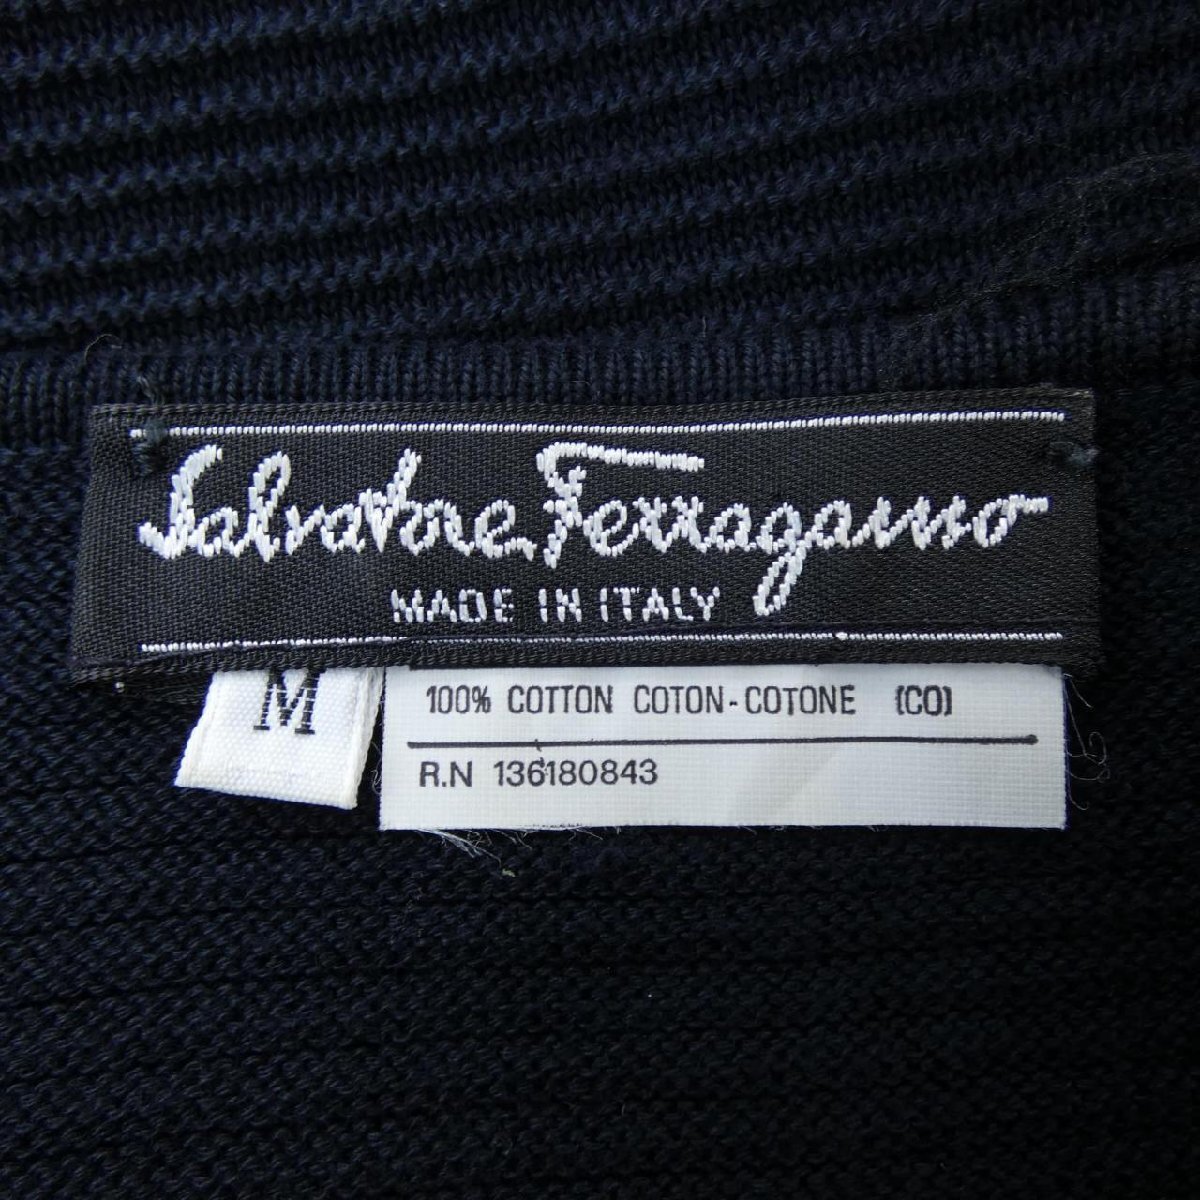 Salvatore Ferragamo
MADE IN ITALY
M
100% COTTON COTON-COTONE (CO)
R.N 136180843